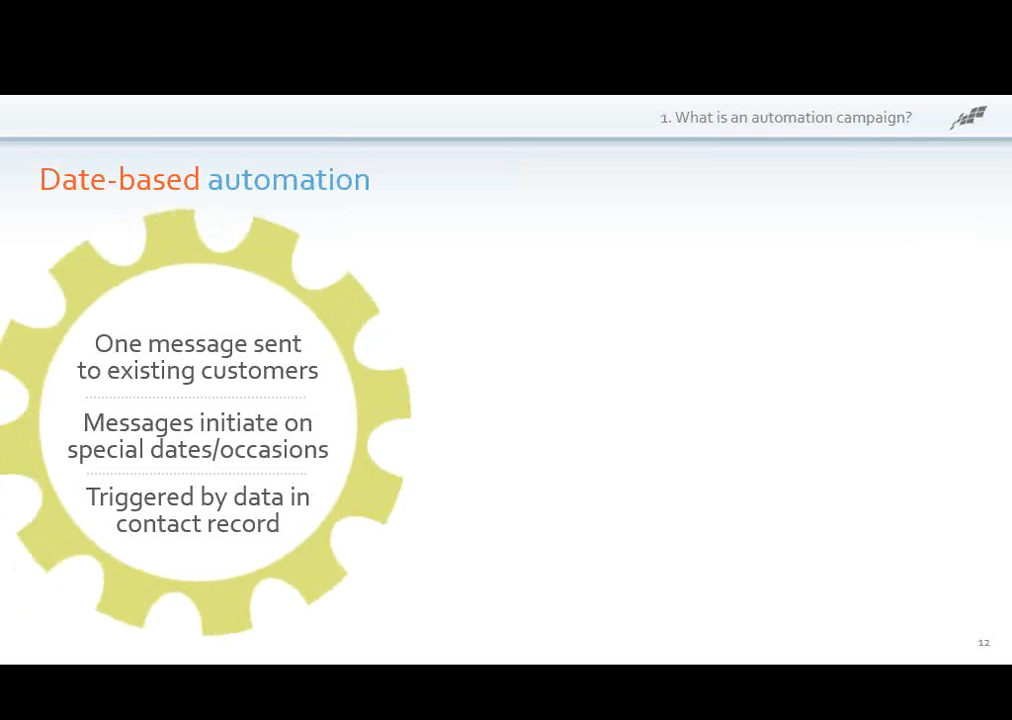 1. What is an automation campaign?
Date-based automation
One message sent
to existing customers
Messages initiate on
special dates/occasions
Triggered by data in
contact record
12